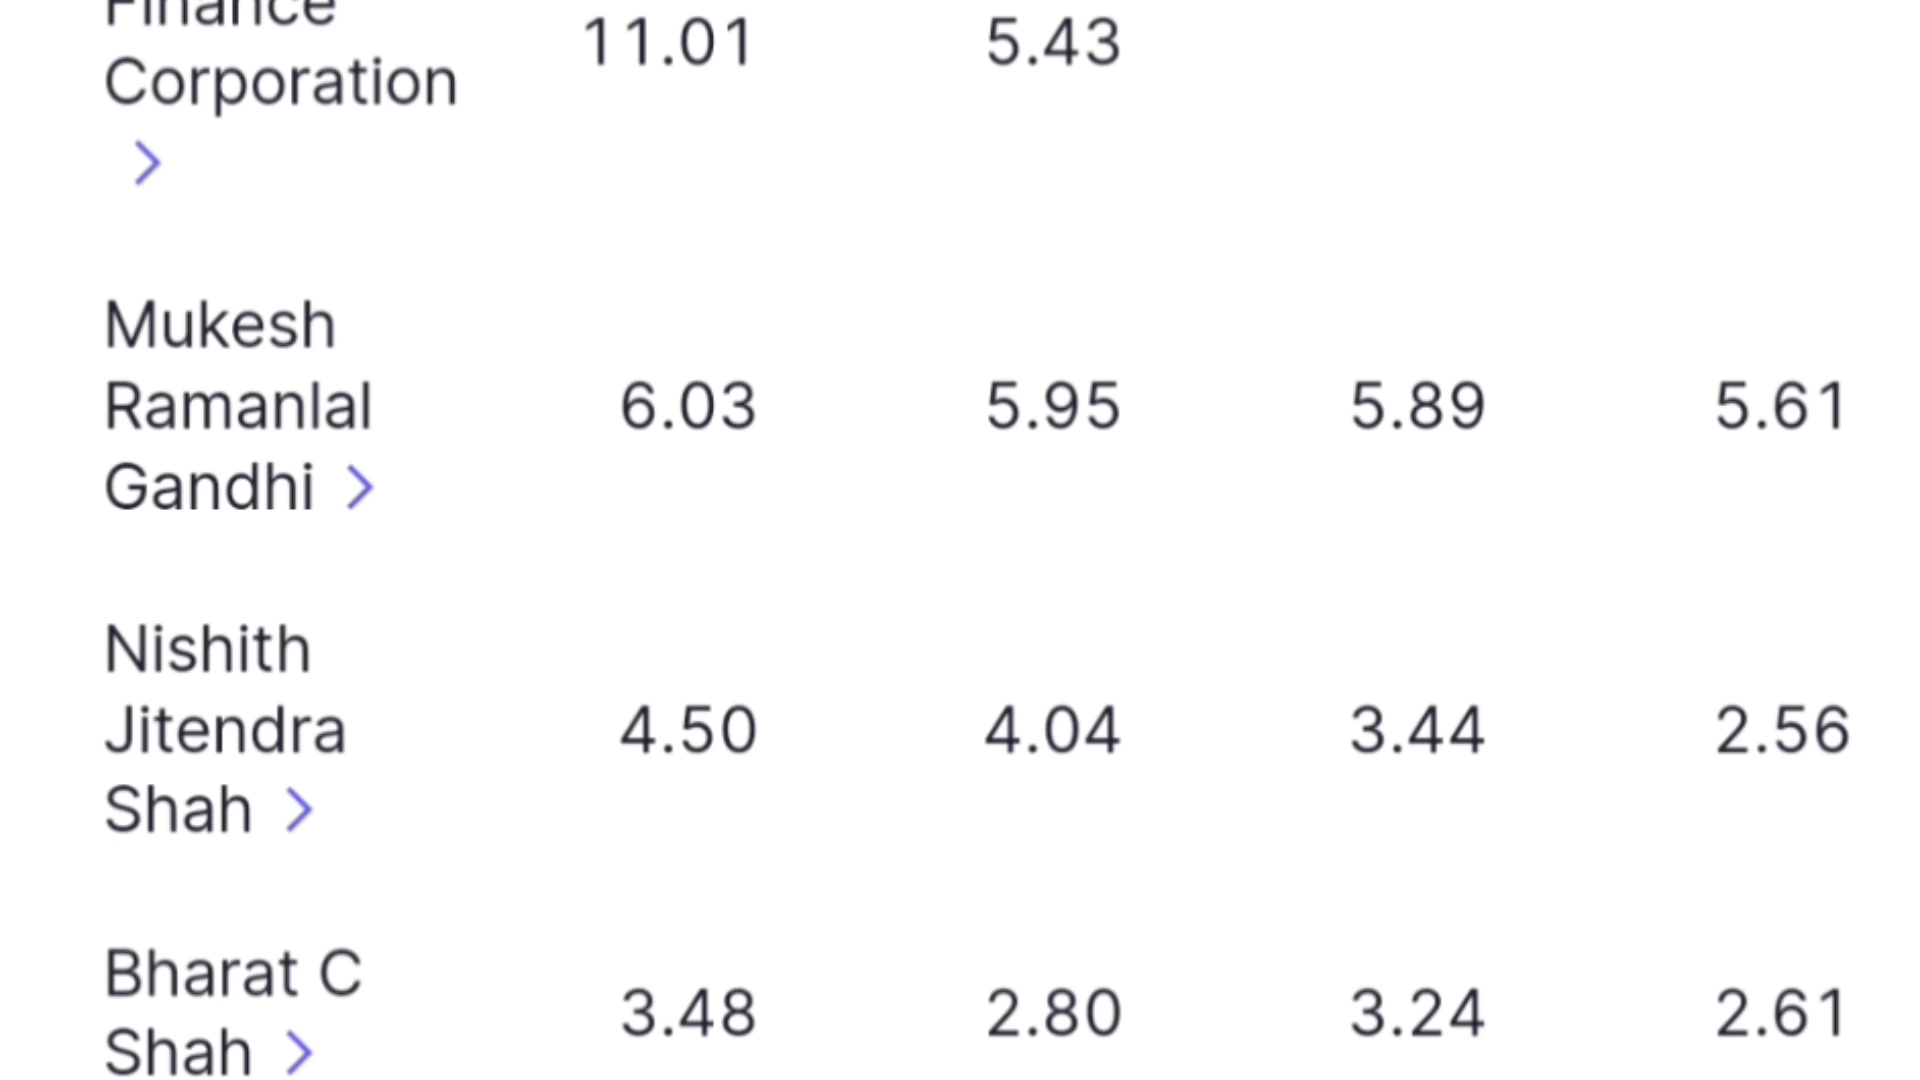 Finance
Corporation
11.01 5.43
Mukesh
Ramanlal
Gandhi
6.03 5.95 5.89 5.61
Nishith
Jitendra
Shah
4.50 4.04 3.44 2.56
Bharat C
Shah
3.48 2.80 3.24 2.61